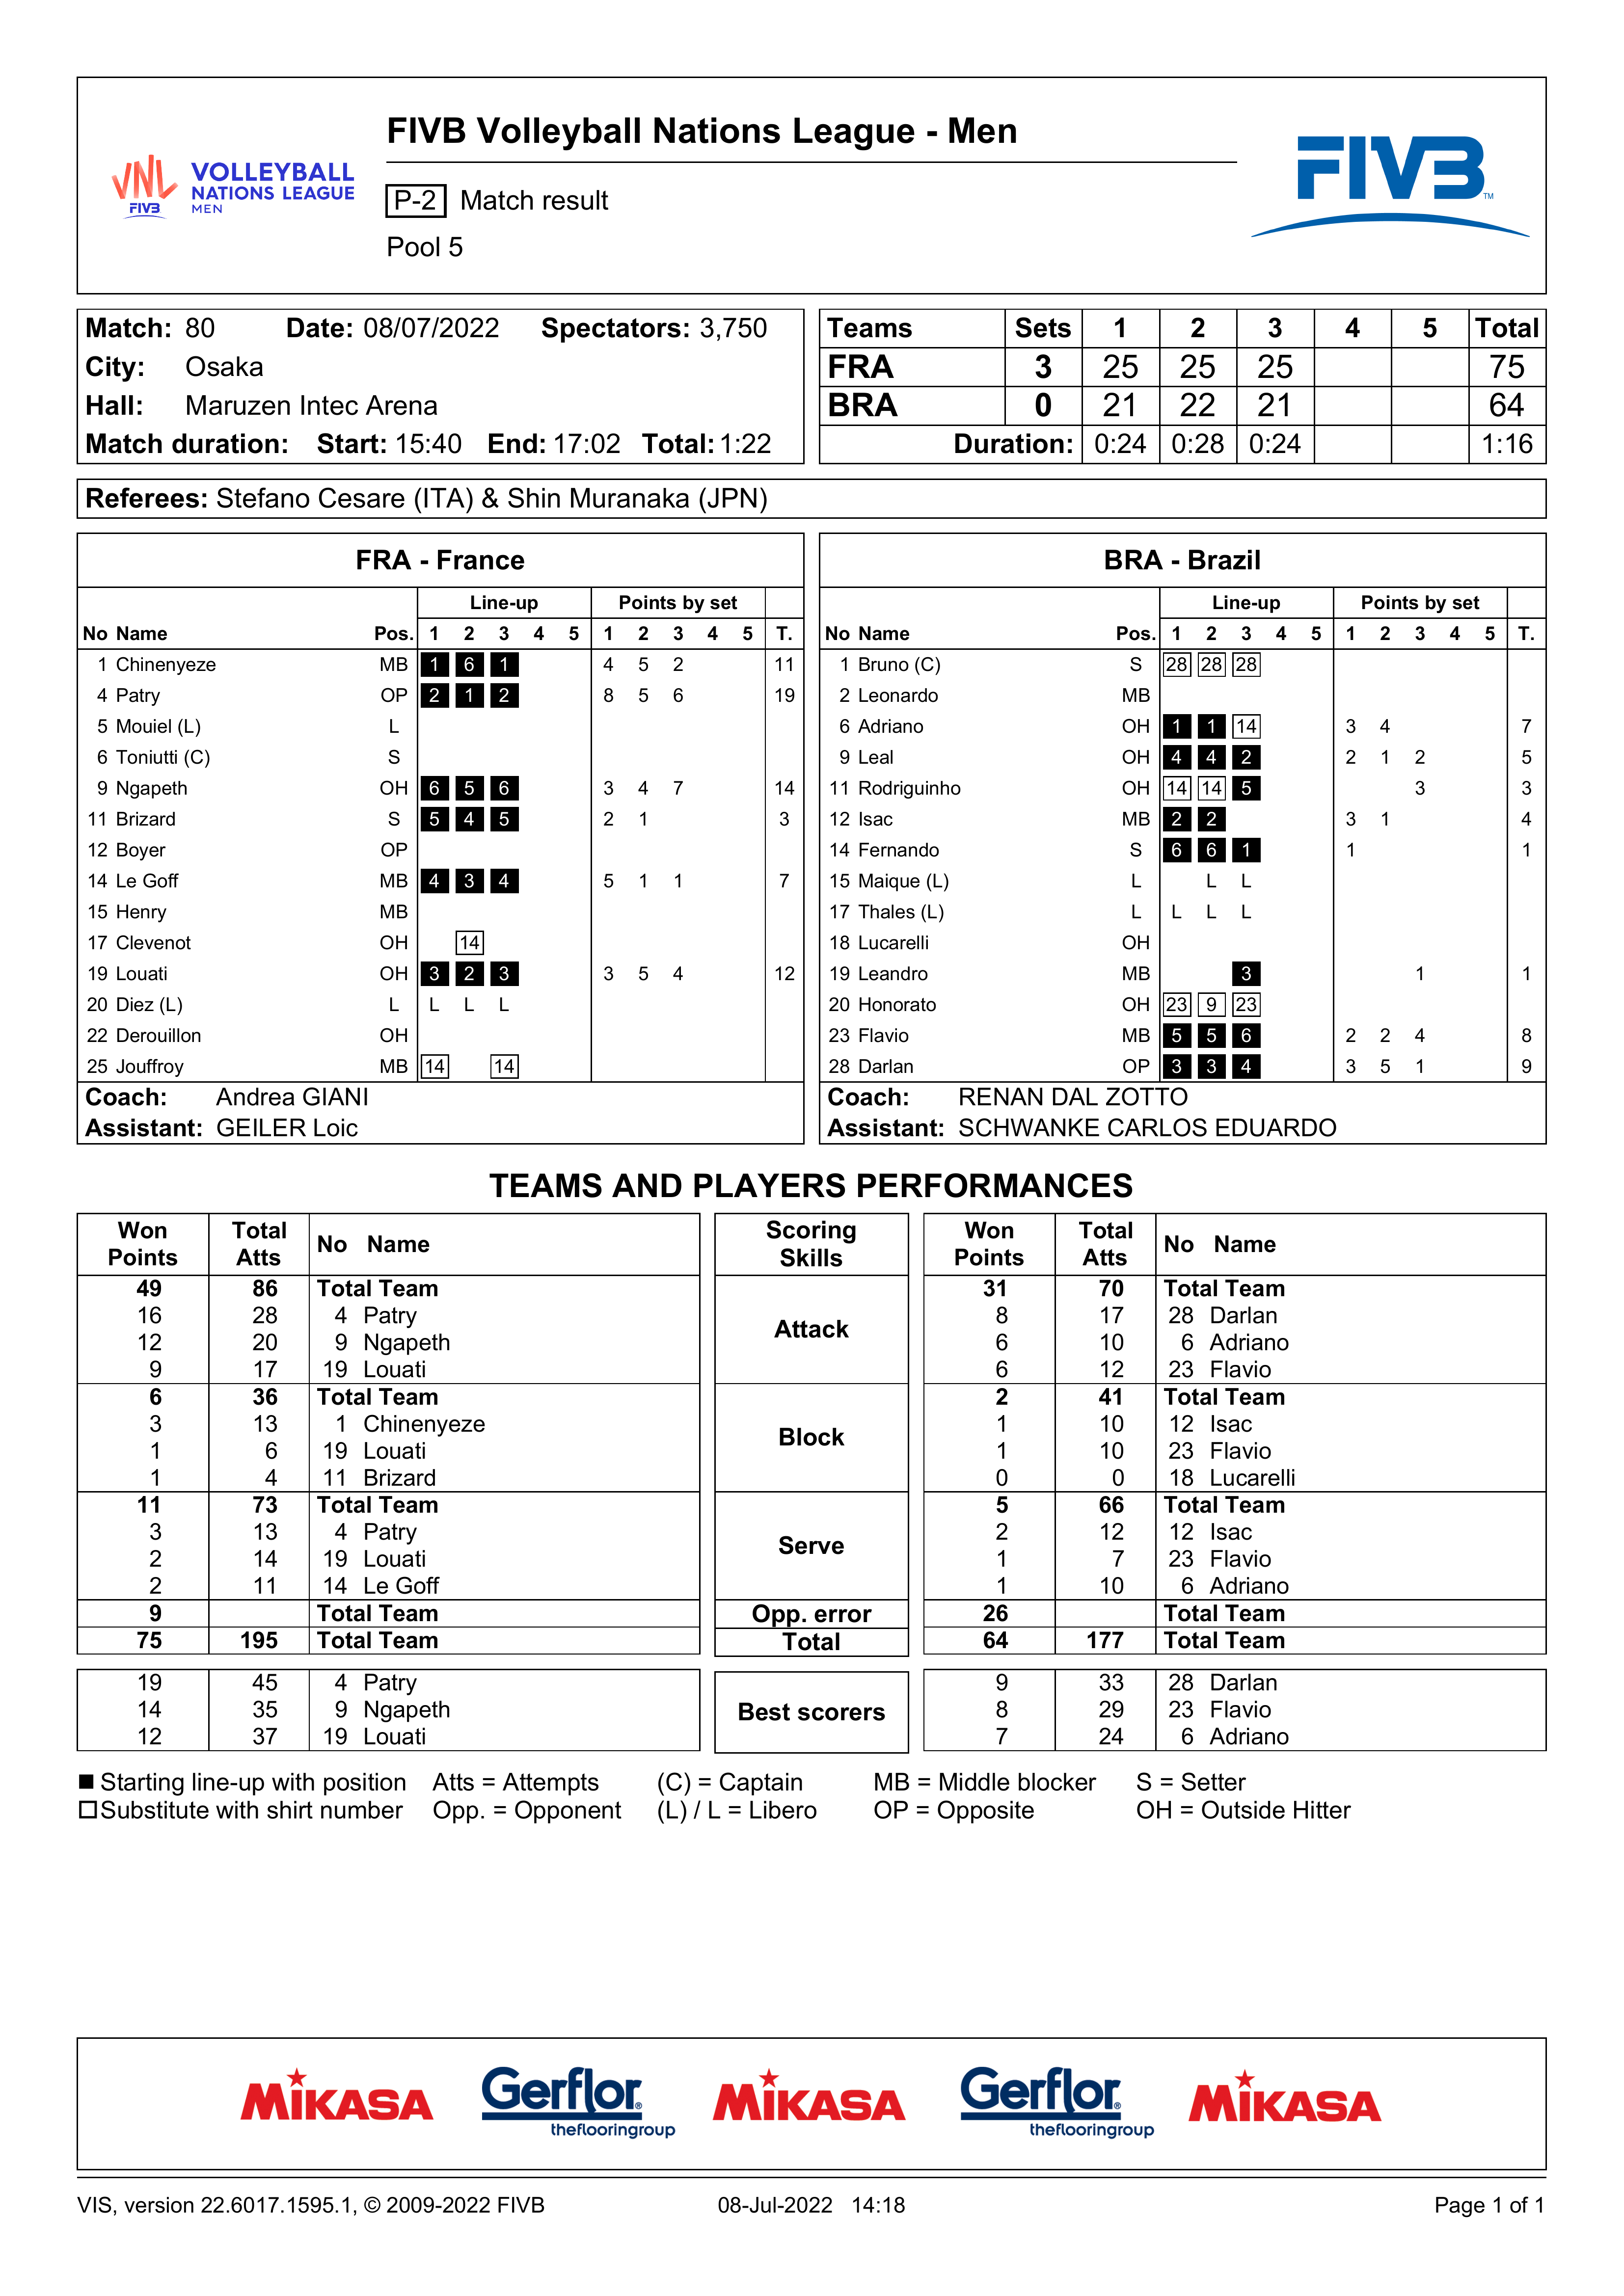 FIVB Volleyball Nations League - Men
VNL FIVB
VOLLEYBALL
NATIONS LEAGUE
MEN
P-2 Match result
Pool 5
FIVB™
Match: 80 Date: 08/07/2022 Spectators: 3,750
City: Osaka
Hall: Maruzen Intec Arena
Match duration: Start: 15:40 End: 17:02 Total: 1:22
Teams Sets 1 2 3 4 5 Total
FRA 3 25 25 25 75
BRA 0 21 22 21 64
Duration: 0:24 0:28 0:24 1:16
Referees: Stefano Cesare (ITA) & Shin Muranaka (JPN)
FRA - France
Line-up Points by set
No Name Pos. 1 2 3 4 5 1 2 3 4 5 T.
1 Chinenyeze MB 1 6 1 4 5 2 11
4 Patry OP 2 1 2 8 5 6 19
5 Mouiel (L) L
6 Toniutti (C) S
9 Ngapeth OH 6 5 6 3 4 7 14
11 Brizard S 5 4 5 2 1 3
12 Boyer OP
14 Le Goff MB 4 3 4 5 1 1 7
15 Henry MB
17 Clevenot OH 14
19 Louati OH 3 2 3 3 5 4 12
20 Diez (L) L L L L
22 Derouillon OH
25 Jouffroy MB 14 14
Coach: Andrea GIANI
Assistant: GEILER Loic
BRA - Brazil
Line-up Points by set
No Name Pos. 1 2 3 4 5 1 2 3 4 5 T.
1 Bruno (C) S 28 28 28
2 Leonardo MB
6 Adriano OH 1 1 14 3 4 7
9 Leal OH 4 4 2 2 1 2 5
11 Rodriguinho OH 14 14 5 3 3
12 Isac MB 2 2 3 1 4
14 Fernando S 6 6 1 1 1
15 Maique (L) L L L
17 Thales (L) L L L L
18 Lucarelli OH
19 Leandro MB 3 1 1
20 Honorato OH 23 9 23
23 Flavio MB 5 5 6 2 2 4 8
28 Darlan OP 3 3 4 3 5 1 9
Coach: RENAN DAL ZOTTO
Assistant: SCHWANKE CARLOS EDUARDO
TEAMS AND PLAYERS PERFORMANCES
Won Points Total Atts No Name Scoring Skills Won Points Total Atts No Name
49 86 Total Team Attack 31 70 Total Team
16 28 4 Patry 8 17 28 Darlan
12 20 9 Ngapeth 6 10 6 Adriano
9 17 19 Louati 6 12 23 Flavio
6 36 Total Team Block 2 41 Total Team
3 13 1 Chinenyeze 1 10 12 Isac
1 6 19 Louati 1 10 23 Flavio
1 4 11 Brizard 0 0 18 Lucarelli
11 73 Total Team Serve 5 66 Total Team
3 13 4 Patry 2 12 12 Isac
2 14 19 Louati 1 7 23 Flavio
2 11 14 Le Goff 1 10 6 Adriano
9 Total Team Opp. error 26 Total Team
75 195 Total Team Total 64 177 Total Team
19 45 4 Patry Best scorers 9 33 28 Darlan
14 35 9 Ngapeth 8 29 23 Flavio
12 37 19 Louati 7 24 6 Adriano
Starting line-up with position Atts = Attempts (C) = Captain MB = Middle blocker S = Setter
Substitute with shirt number Opp. = Opponent (L) / L = Libero OP = Opposite OH = Outside Hitter
MIKASA Gerflor® theflooringgroup MIKASA Gerflor® theflooringgroup MIKASA
VIS, version 22.6017.1595.1, © 2009-2022 FIVB 08-Jul-2022 14:18 Page 1 of 1